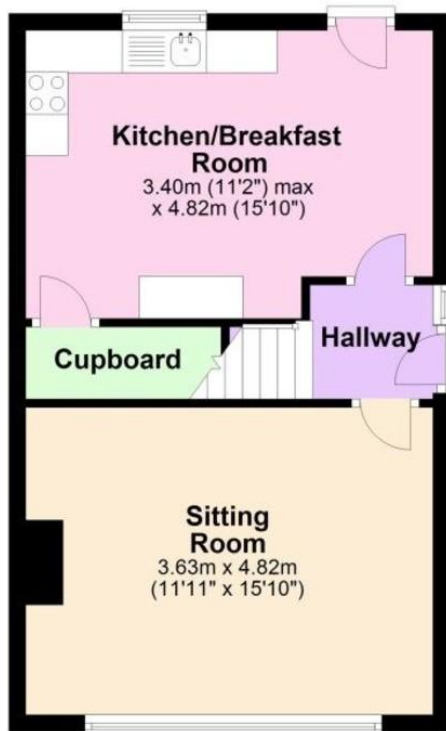 Kitchen/Breakfast
Room
3.40m (11'2") max
x 4.82m (15'10")
Hallway
Cupboard
Sitting
Room
3.63m x 4.82m
(11'11" x 15'10")